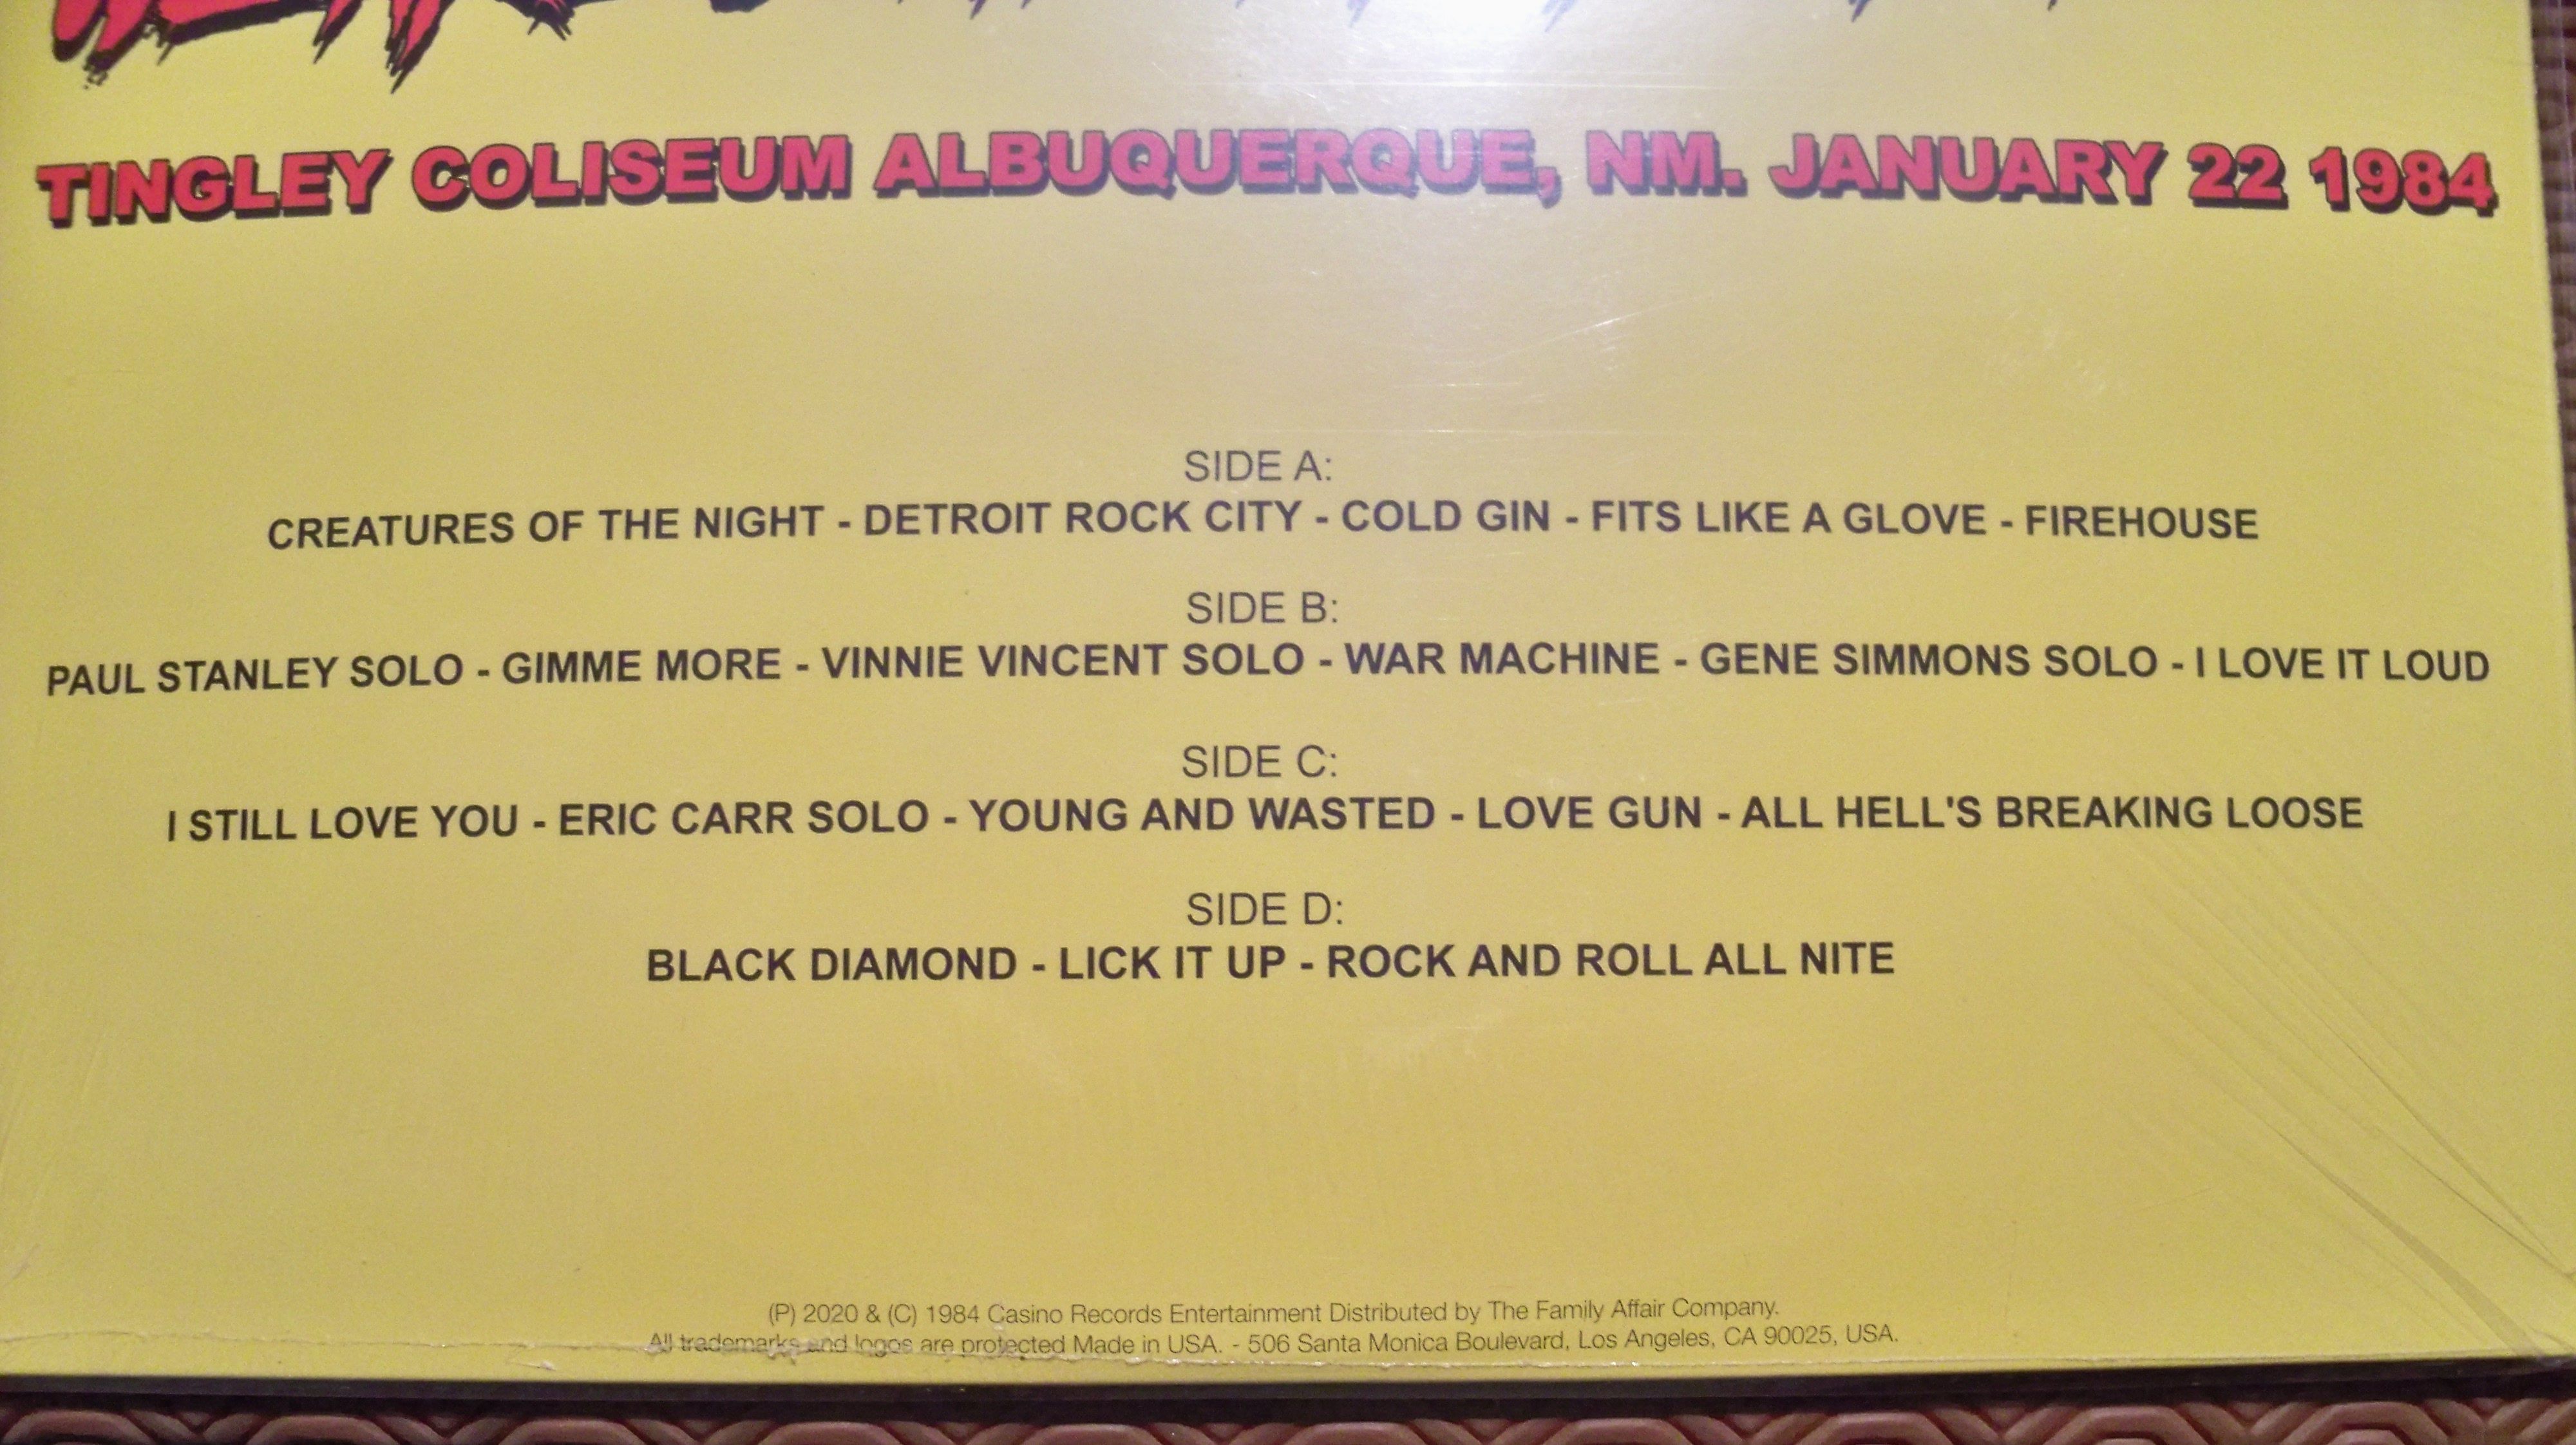 TINGLEY COLISEUM ALBUQUERQUE, NM. JANUARY 22 1984
SIDE A:
CREATURES OF THE NIGHT - DETROIT ROCK CITY - COLD GIN - FITS LIKE A GLOVE - FIREHOUSE
SIDE B:
PAUL STANLEY SOLO - GIMME MORE - VINNIE VINCENT SOLO - WAR MACHINE - GENE SIMMONS SOLO - I LOVE IT LOUD
SIDE C:
I STILL LOVE YOU - ERIC CARR SOLO - YOUNG AND WASTED - LOVE GUN - ALL HELL'S BREAKING LOOSE
SIDE D:
BLACK DIAMOND - LICK IT UP - ROCK AND ROLL ALL NITE
(P) 2020 & (C) 1984 Casino Records Entertainment Distributed by The Family Affair Company.
All trademarks and logos are protected Made in USA. - 506 Santa Monica Boulevard, Los Angeles, CA 90025, USA.